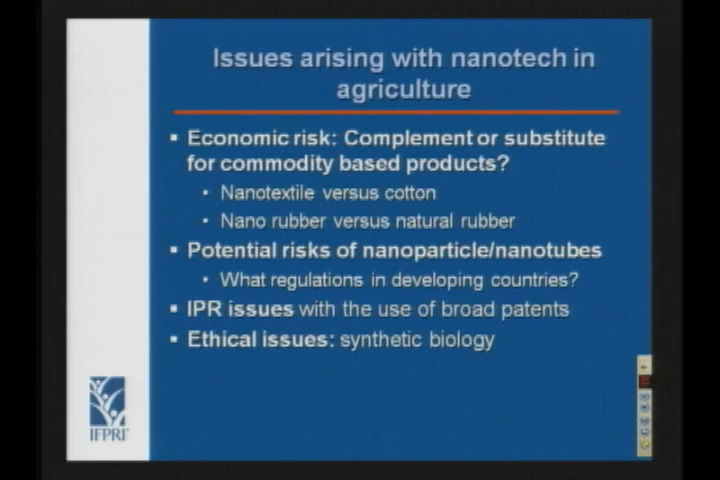 Issues arising with nanotech in
agriculture
▪ Economic risk: Complement or substitute
for commodity based products?
• Nanotextile versus cotton
• Nano rubber versus natural rubber
▪ Potential risks of nanoparticle/nanotubes
• What regulations in developing countries?
▪ IPR issues with the use of broad patents
▪ Ethical issues: synthetic biology
IFPRI